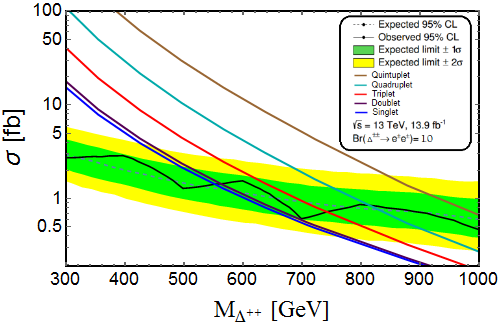 100
50
10
5
1
0.5
σ [fb]
Expected 95% CL
Observed 95% CL
Expected limit ± 1σ
Expected limit ± 2σ
Quintuplet
Quadruplet
Triplet
Doublet
Singlet
√s = 13 TeV, 13.9 fb⁻¹
Br(Δ±± → e±e±)= 1.0
300 400 500 600 700 800 900 1000
M_Δ++ [GeV]